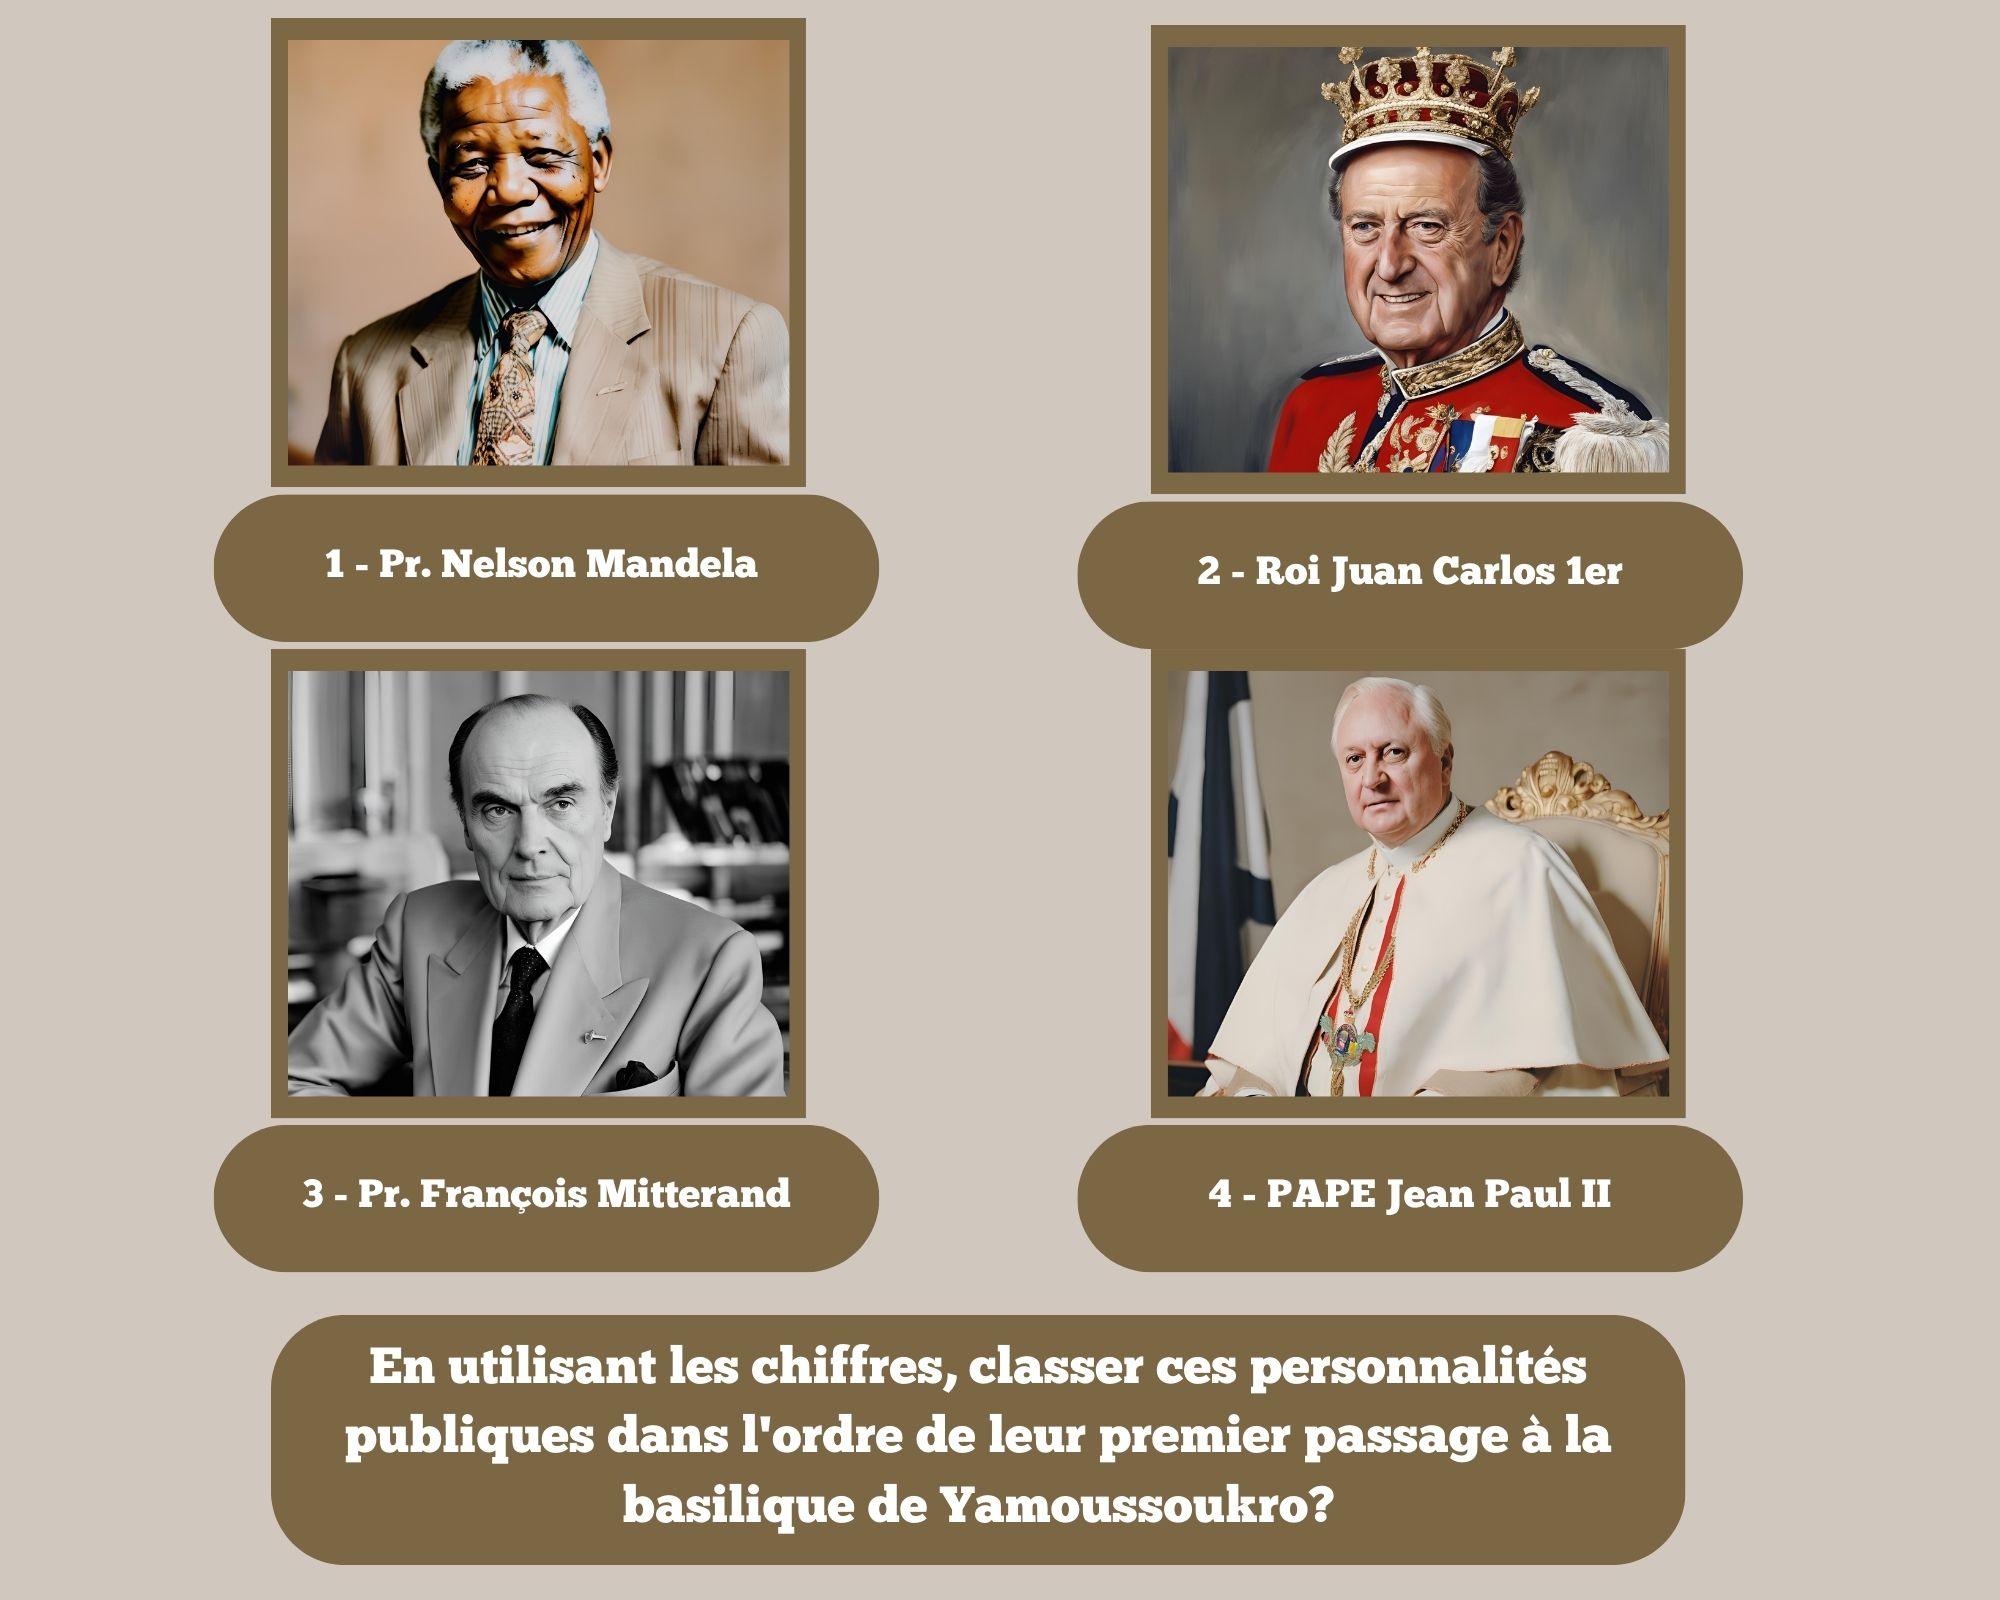 1 - Pr. Nelson Mandela
2 - Roi Juan Carlos 1er
3 - Pr. François Mitterand
4 - PAPE Jean Paul II
En utilisant les chiffres, classer ces personnalités
publiques dans l'ordre de leur premier passage à la
basilique de Yamoussoukro?